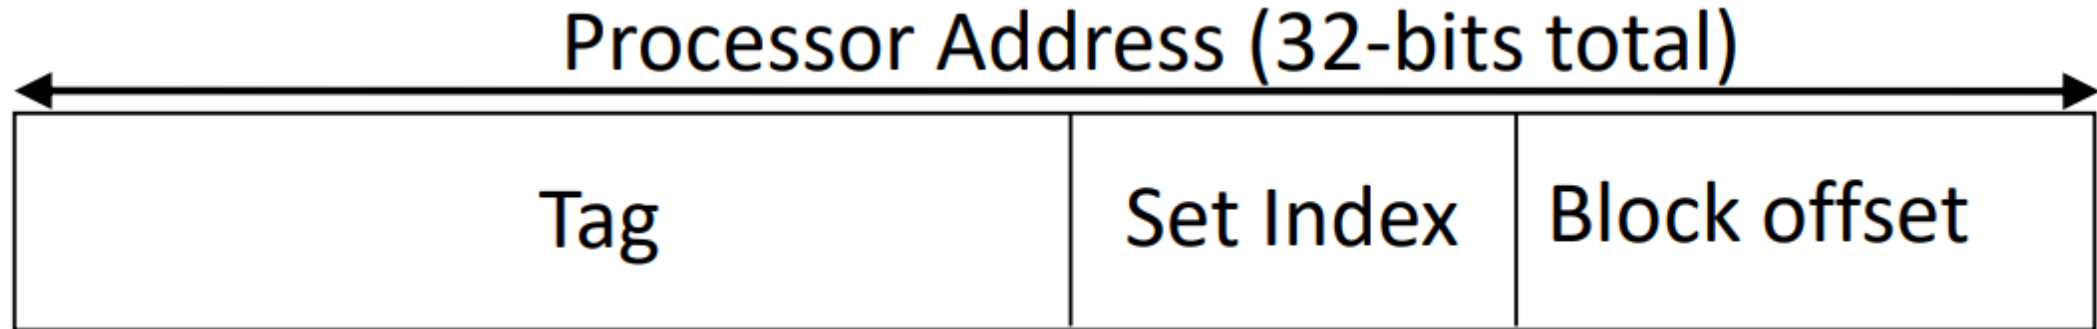 Processor Address (32-bits total)
Tag
Set Index
Block offset